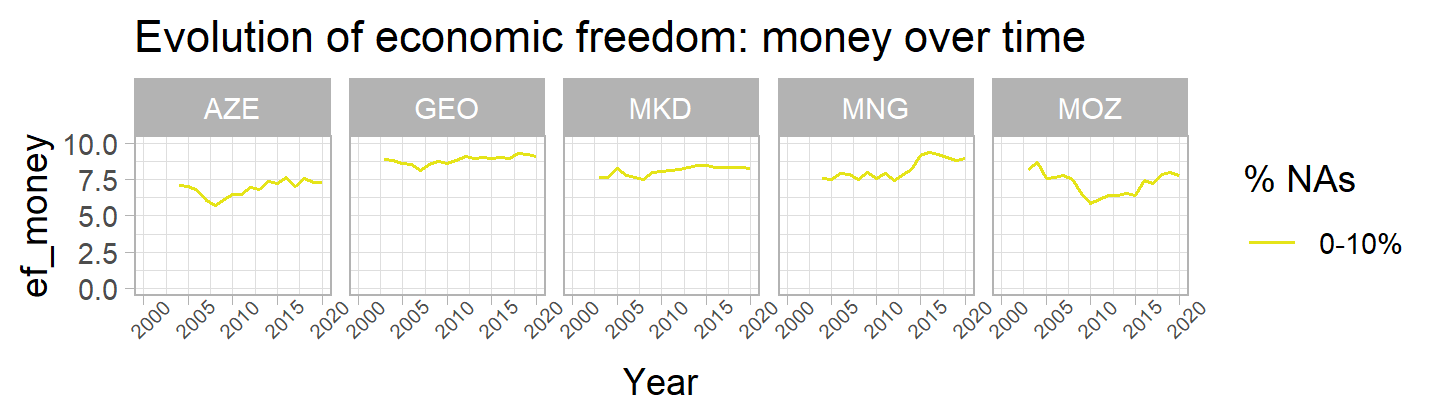 Evolution of economic freedom: money over time
AZE GEO MKD MNG MOZ
ef_money
10.0
7.5
5.0
2.5
0.0
2000 2005 2010 2015 2020 2000 2005 2010 2015 2020 2000 2005 2010 2015 2020 2000 2005 2010 2015 2020 2000 2005 2010 2015 2020
Year
% NAs
0-10%